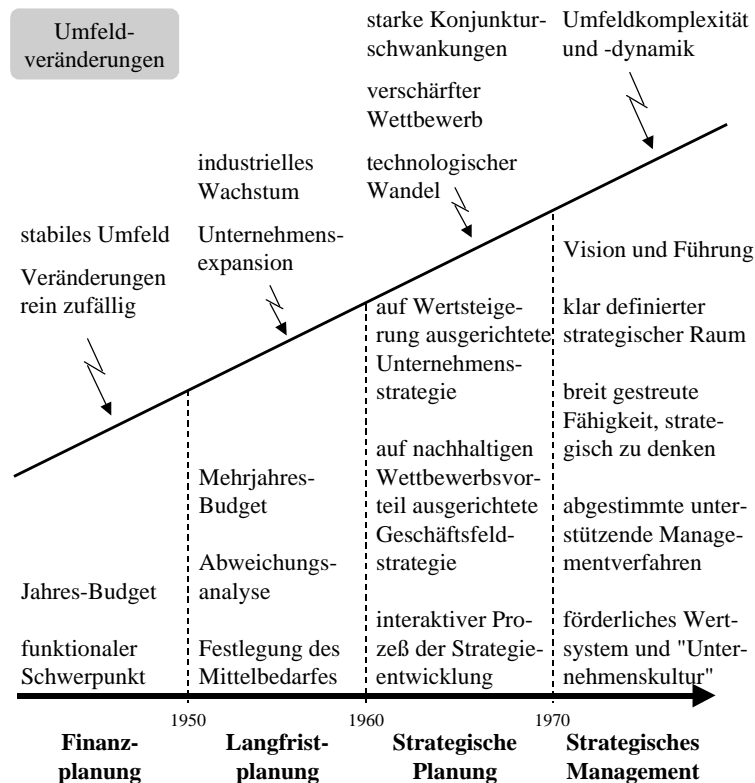 Umfeld-
veränderungen
stabiles Umfeld
Veränderungen
rein zufällig
industrielles
Wachstum
Unternehmens-
expansion
starke Konjunktur
schwankungen
verschärfter
Wettbewerb
technologischer
Wandel
Umfeldkomplexität
und -dynamik
Jahres-Budget
funktionaler
Schwerpunkt
Mehrjahres-
Budget
Abweichungs-
analyse
Festlegung des
Mittelbedarfes
auf Wertsteige-
rung ausgerichtete
Unternehmens-
strategie
auf nachhaltigen
Wettbewerbsvor-
teil ausgerichtete
Geschäftsfeld-
strategie
interaktiver Pro-
zeß der Strategie-
entwicklung
Vision und Führung
klar definierter
strategischer Raum
breit gestreute
Fähigkeit, strate-
gisch zu denken
abgestimmte unter-
stützende Manage-
mentverfahren
förderliches Wert-
system und "Unter-
nehmenskultur"
1950
1960
1970
Finanz-
planung
Langfrist-
planung
Strategische
Planung
Strategisches
Management